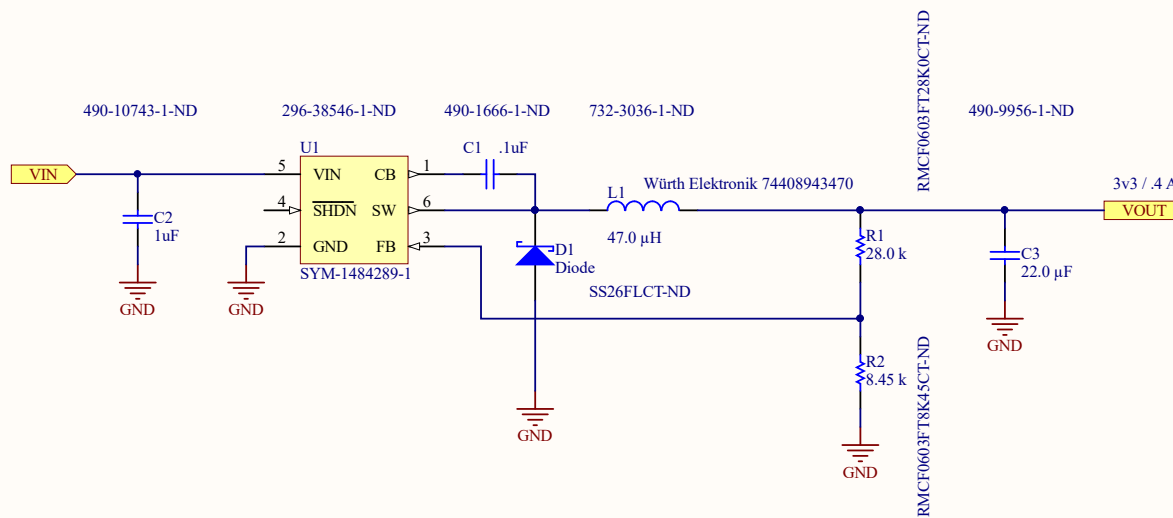 490-10743-1-ND
296-38546-1-ND
490-1666-1-ND
732-3036-1-ND
RMCF0603FT28K0CT-ND
490-9956-1-ND
VIN
C2
1uF
GND
GND
U1
5
VIN
4
SHDN
2
GND
CB
1
SW
6
FB
3
SYM-1484289-1
C1
.1uF
D1
Diode
SS26FLCT-ND
GND
L1
Würth Elektronik 74408943470
47.0 µH
R1
28.0 k
R2
8.45 k
GND
RMCF0603FT8K45CT-ND
C3
22.0 µF
GND
3v3 / .4 A
VOUT